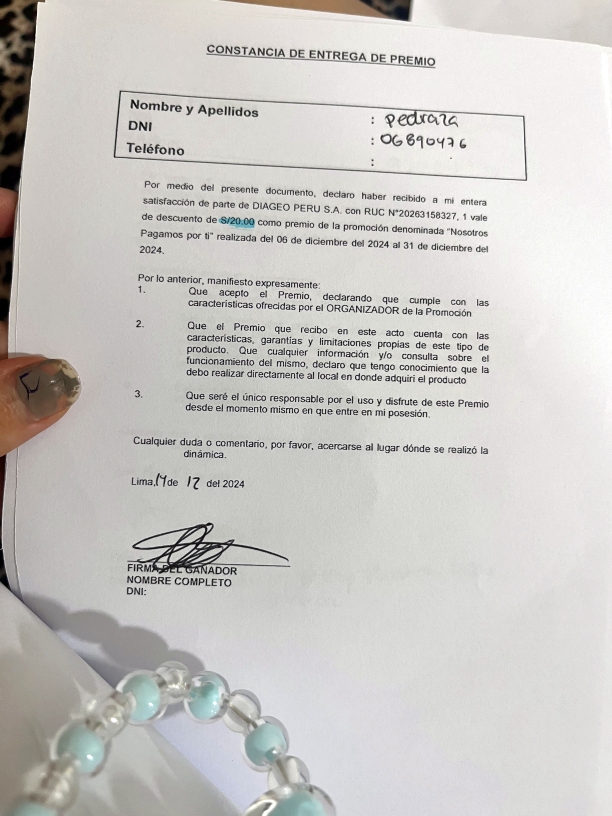 CONSTANCIA DE ENTREGA DE PREMIO
Nombre y Apellidos : pedraza
DNI : 06890476
Teléfono :
Por medio del presente documento, declaro haber recibido a mi entera
satisfacción de parte de DIAGEO PERU S.A. con RUC N°20263158327, 1 vale
de descuento de S/20.00 como premio de la promoción denominada "Nosotros
Pagamos por ti" realizada del 06 de diciembre del 2024 al 31 de diciembre del
2024.
Por lo anterior, manifiesto expresamente:
1. Que acepto el Premio, declarando que cumple con las
características ofrecidas por el ORGANIZADOR de la Promoción
2. Que el Premio que recibo en este acto cuenta con las
características, garantías y limitaciones propias de este tipo de
producto. Que cualquier información y/o consulta sobre el
funcionamiento del mismo, declaro que tengo conocimiento que la
debo realizar directamente al local en donde adquirí el producto
3. Que seré el único responsable por el uso y disfrute de este Premio
desde el momento mismo en que entre en mi posesión.
Cualquier duda o comentario, por favor, acercarse al lugar dónde se realizó la
dinámica.
Lima, 14 de 12 del 2024
FIRMA DEL GANADOR
NOMBRE COMPLETO
DNI: